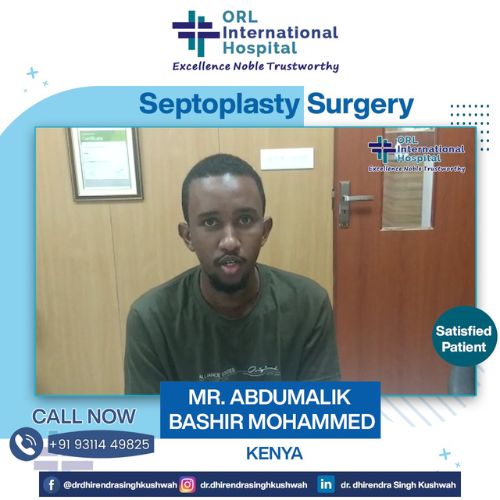 ORL
International
Hospital
Excellence Noble Trustworthy
Septoplasty Surgery
Certificate
ORL
International
Hospital
Excellence Noble Trustworthy
Satisfied
Patient
MR. ABDUMALIK
BASHIR MOHAMMED
KENYA
CALL NOW
+91 93114 49825
@drdhirendrasinghkushwah dr.dhirendrasinghkushwah dr. dhirendra Singh Kushwah